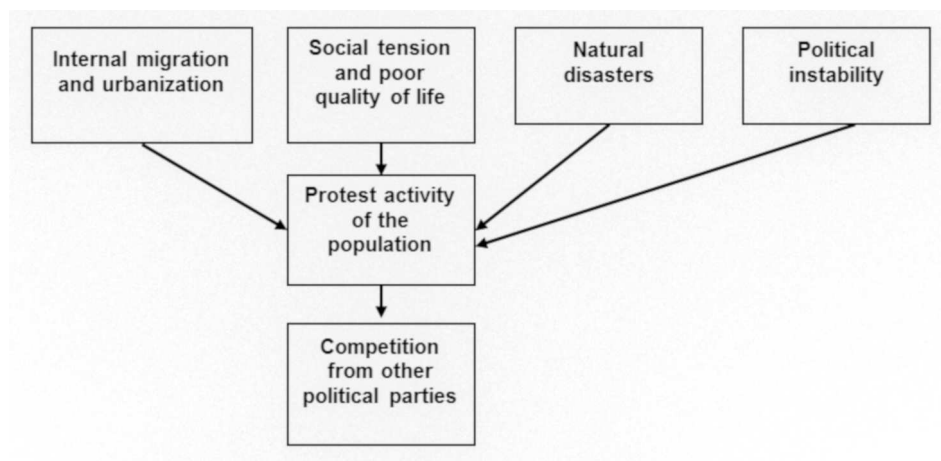 Internal migration
and urbanization
Social tension
and poor
quality of life
Natural
disasters
Political
instability
Protest activity
of the
population
Competition
from other
political parties